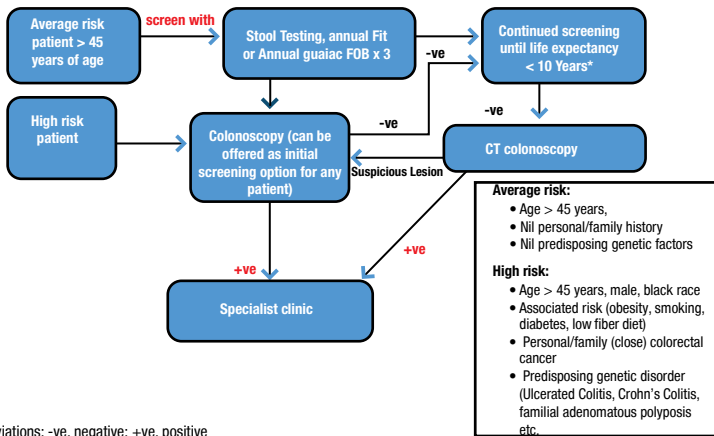 Average risk
patient > 45
years of age
screen with
Stool Testing, annual Fit
or Annual guaiac FOB x 3
Continued screening
until life expectancy
< 10 Years*
-ve
-ve
High risk
patient
Colonoscopy (can be
offered as initial
screening option for any
patient)
-ve
CT colonoscopy
Suspicious Lesion
+ve
+ve
Specialist clinic
Average risk:
• Age > 45 years,
• Nil personal/family history
• Nil predisposing genetic factors
High risk:
• Age > 45 years, male, black race
• Associated risk (obesity, smoking,
diabetes, low fiber diet)
• Personal/family (close) colorectal
cancer
• Predisposing genetic disorder
(Ulcerated Colitis, Crohn's Colitis,
familial adenomatous polyposis
etc.
viations: -ve, negative; +ve, positive